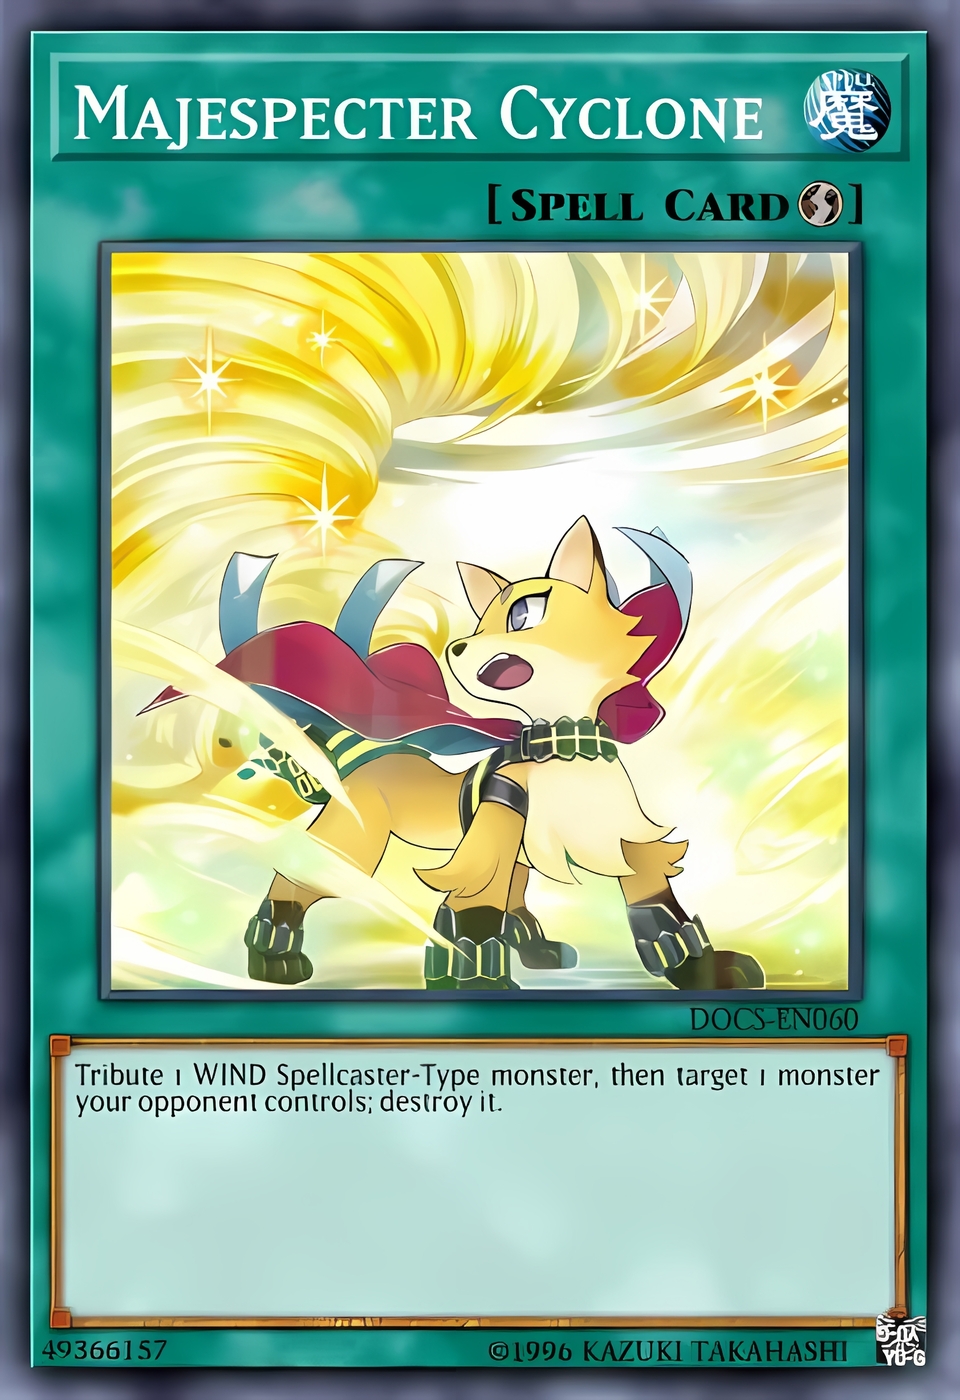 Majespecter Cyclone
魔
[Spell Card]
DOCS-EN060
Tribute 1 WIND Spellcaster-Type monster, then target 1 monster
your opponent controls; destroy it.
49366157
©1996 KAZUKI TAKAHASHI